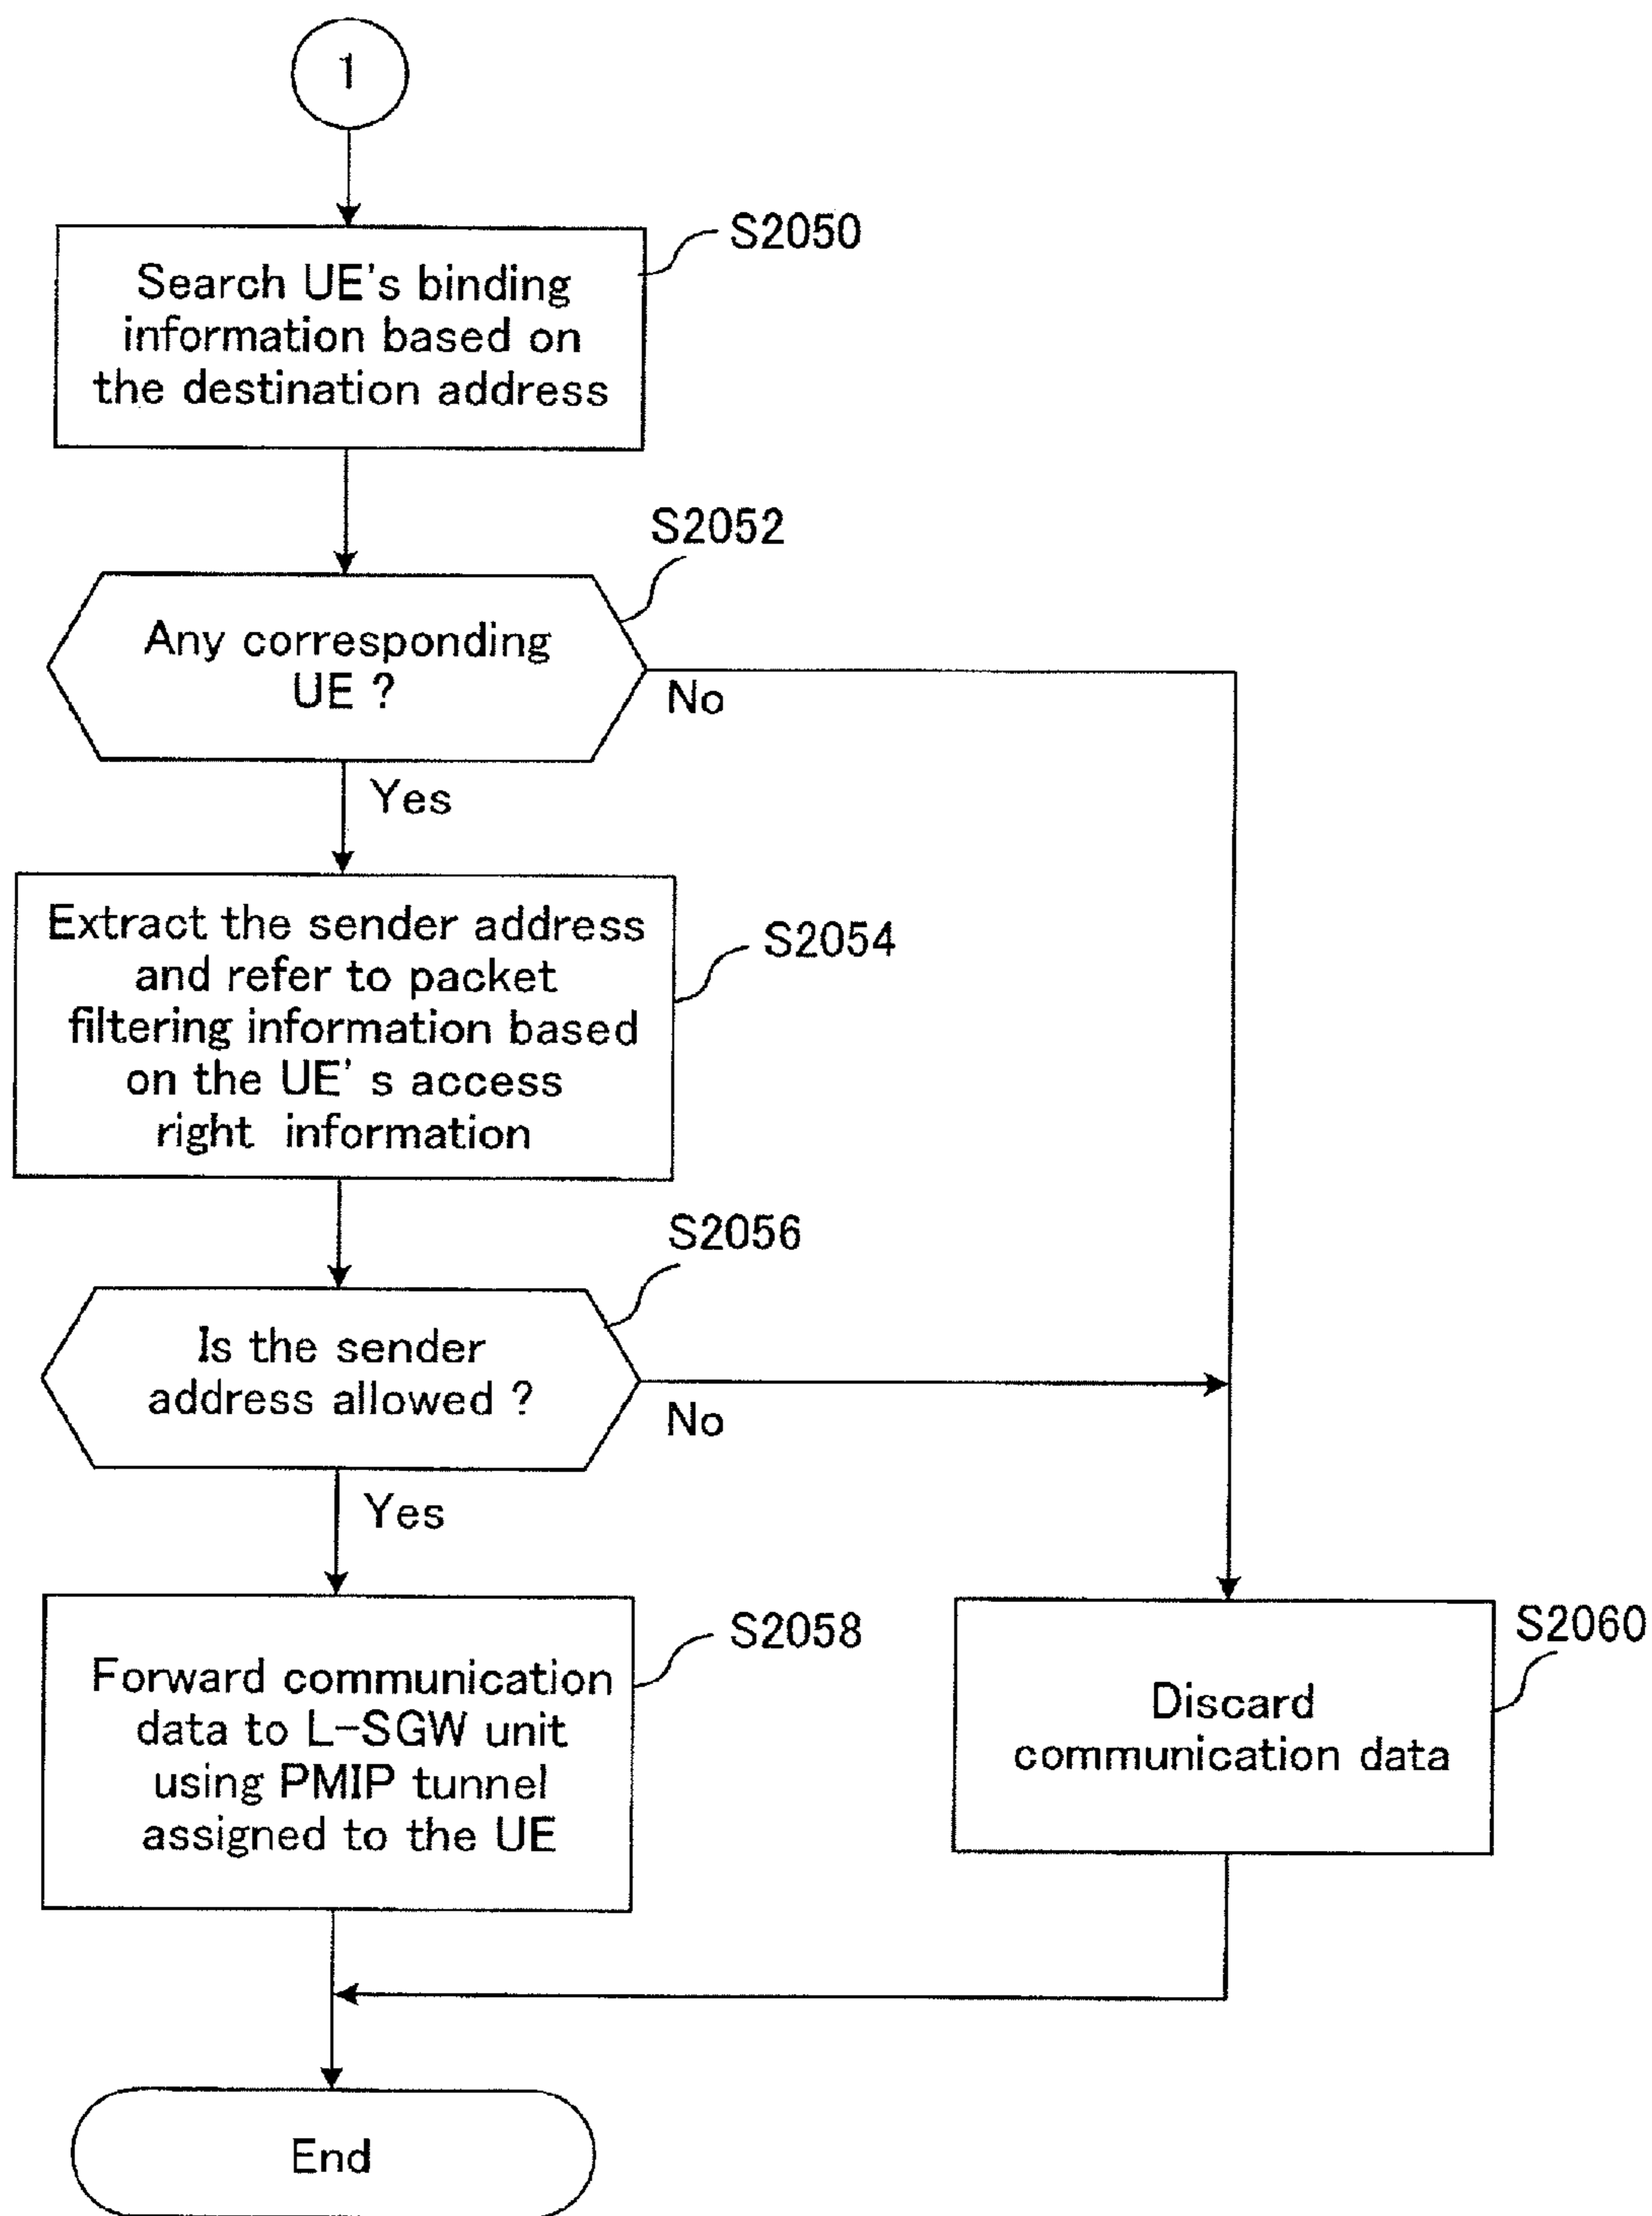 1
S2050
Search UE's binding
information based on
the destination address
S2052
Any corresponding
UE ?
No
Yes
S2054
Extract the sender address
and refer to packet
filtering information based
on the UE' s access
right information
S2056
Is the sender
address allowed ?
No
Yes
S2058
Forward communication
data to L-SGW unit
using PMIP tunnel
assigned to the UE
S2060
Discard
communication data
End